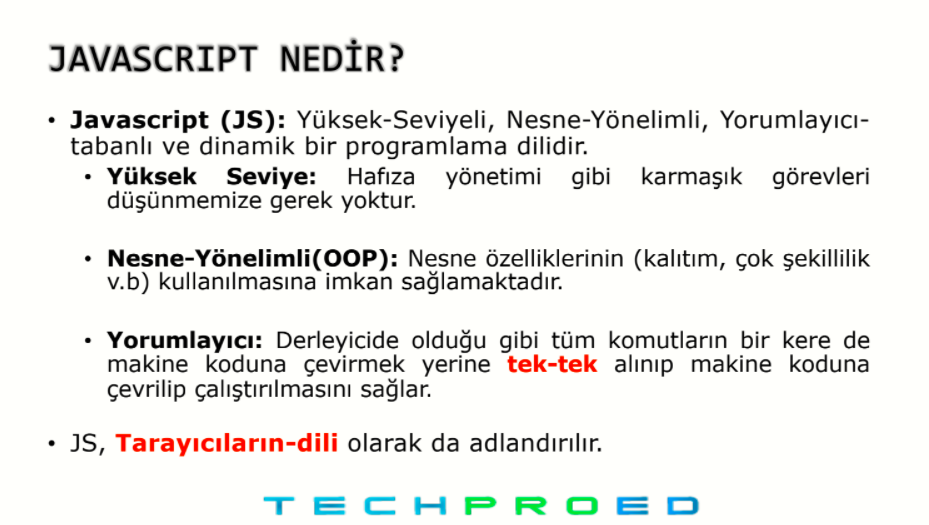 JAVASCRIPT NEDİR?
• Javascript (JS): Yüksek-Seviyeli, Nesne-Yönelimli, Yorumlayıcı-
tabanlı ve dinamik bir programlama dilidir.
• Yüksek Seviye: Hafıza yönetimi gibi karmaşık görevleri
düşünmemize gerek yoktur.
• Nesne-Yönelimli(OOP): Nesne özelliklerinin (kalıtım, çok şekillilik
v.b) kullanılmasına imkan sağlamaktadır.
• Yorumlayıcı: Derleyicide olduğu gibi tüm komutların bir kere de
makine koduna çevirmek yerine tek-tek alınıp makine koduna
çevrilip çalıştırılmasını sağlar.
• JS, Tarayıcıların-dili olarak da adlandırılır.
TECHPROED